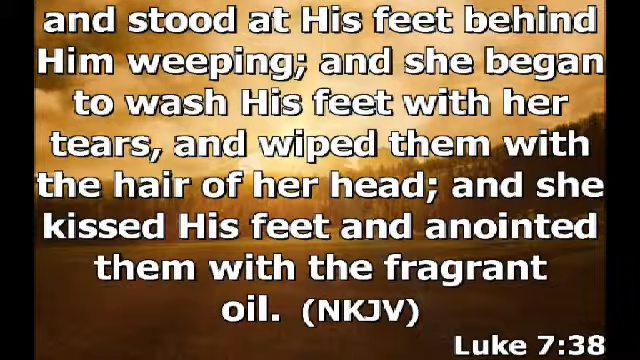 and stood at His feet behind
Him weeping; and she began
to wash His feet with her
tears, and wiped them with
the hair of her head; and she
kissed His feet and anointed
them with the fragrant
oil. (NKJV)
Luke 7:38